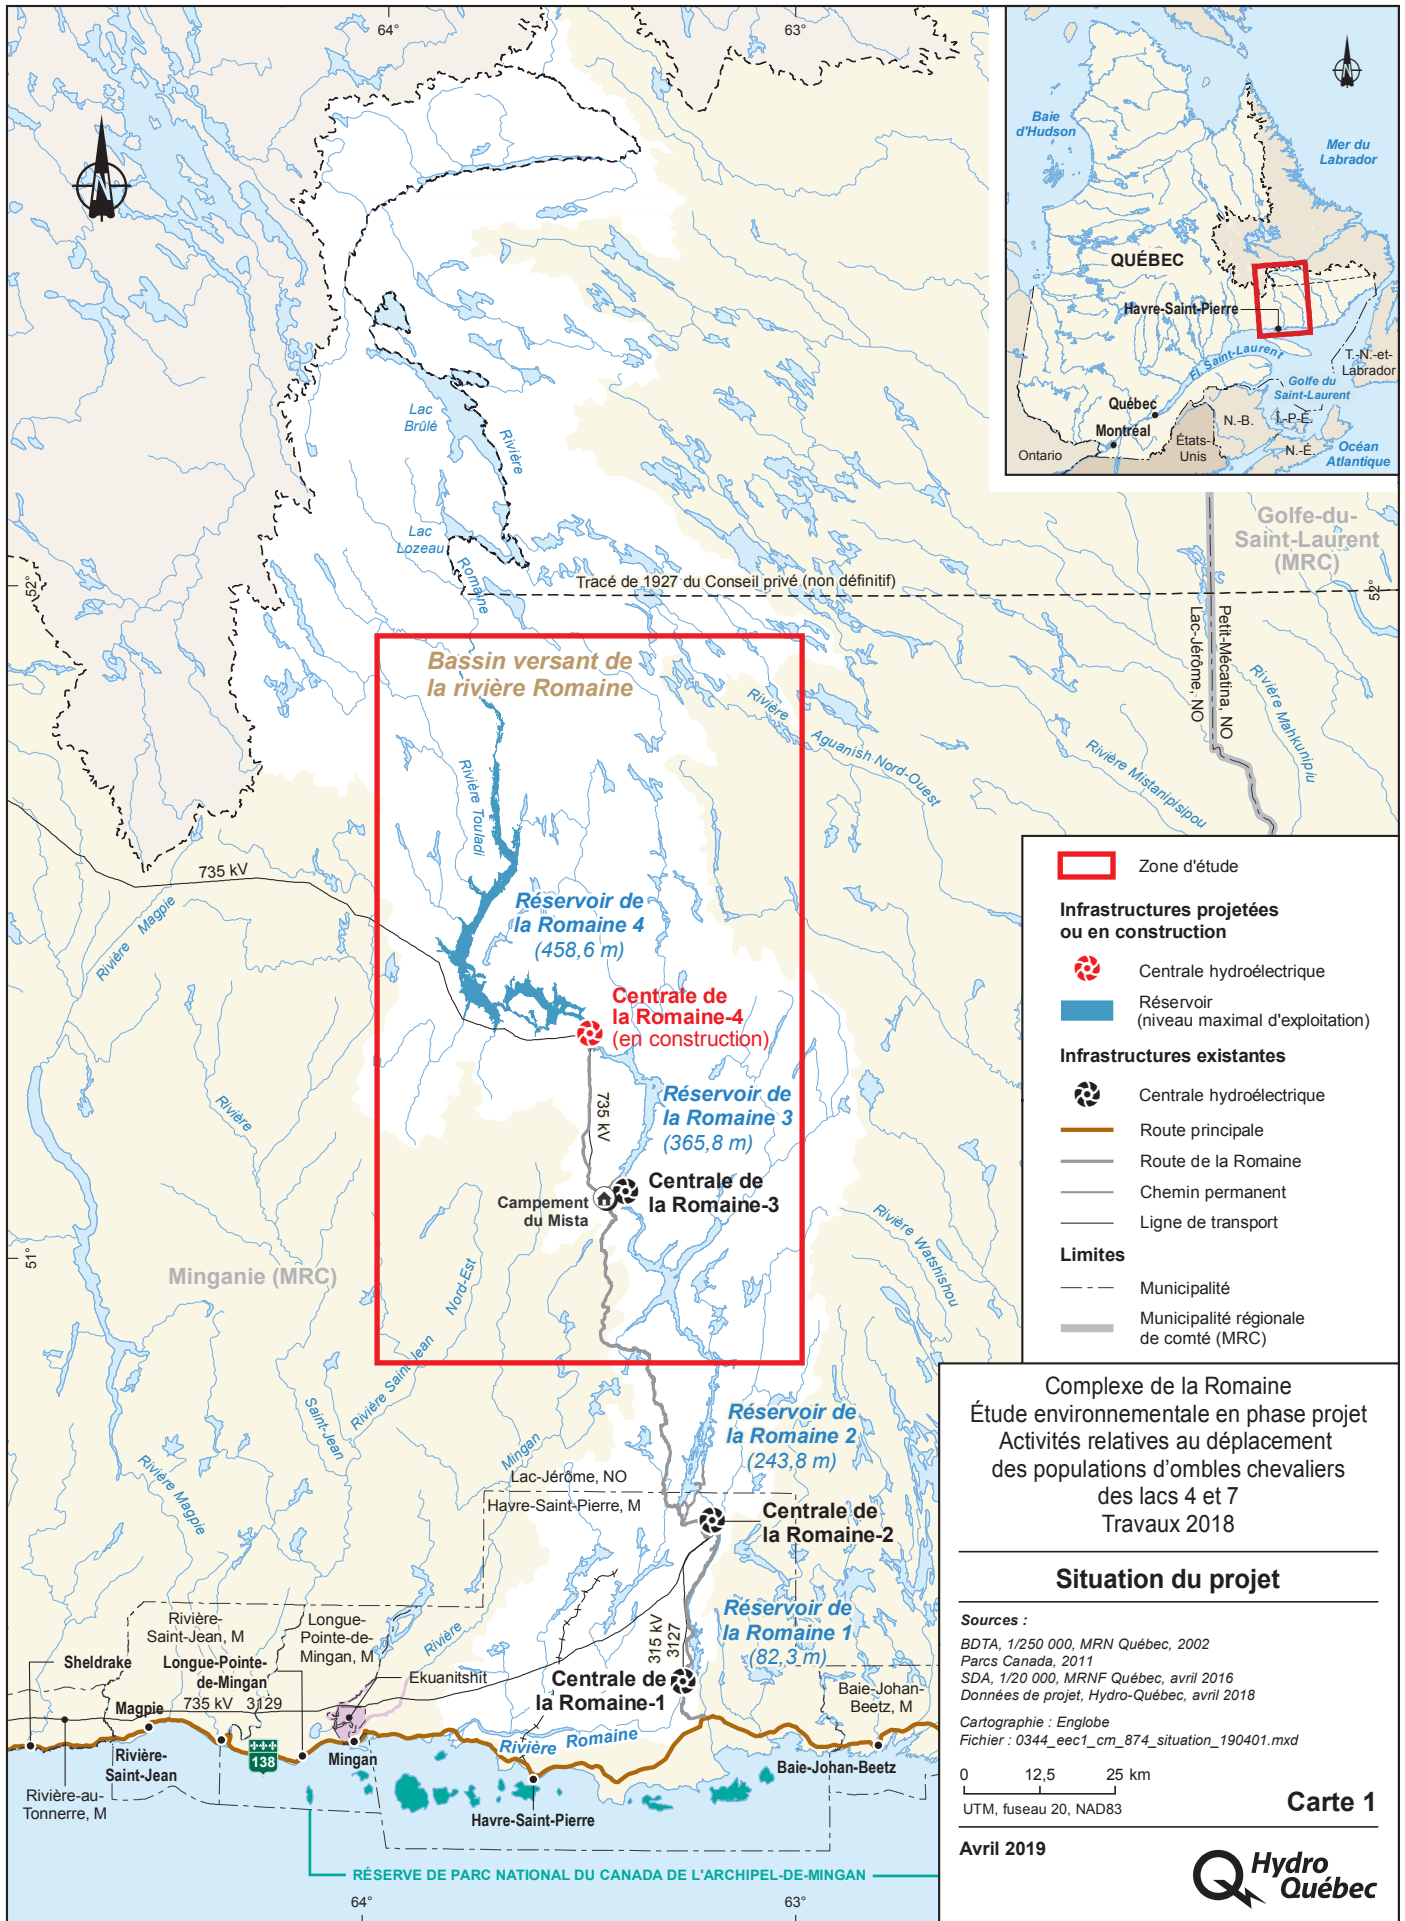 64°
63°
Baie
d'Hudson
Mer du
Labrador
QUÉBEC
Havre-Saint-Pierre
T.-N.-et-
Labrador
Fl. Saint-Laurent
Golfe du
Saint-Laurent
Québec
Montréal
N.-B.
Î.-P.-É.
États-
Unis
N.-É.
Océan
Atlantique
Ontario
Lac
Brûlé
Rivière
Lac
Lozeau
Romaine
Golfe-du-
Saint-Laurent
(MRC)
52°
Tracé de 1927 du Conseil privé (non définitif)
52°
Petit-Mécatina, NO
Lac-Jérôme, NO
Bassin versant de
la rivière Romaine
Rivière
Aguanish Nord-Ouest
Rivière Mahkunipiu
Rivière Mistanipisipou
Rivière Touladi
735 kV
Rivière Magpie
Réservoir de
la Romaine 4
(458,6 m)
Centrale de
la Romaine-4
(en construction)
Rivière
735 kV
Réservoir de
la Romaine 3
(365,8 m)
Centrale de
la Romaine-3
Campement
du Mista
Rivière Watshishou
51°
Minganie (MRC)
Nord-Est
Rivière Saint-Jean
Saint-Jean
Mingan
Rivière Magpie
Réservoir de
la Romaine 2
(243,8 m)
Lac-Jérôme, NO
Havre-Saint-Pierre, M
Centrale de
la Romaine-2
Réservoir de
la Romaine 1
(82,3 m)
315 kV
3127
Centrale de
la Romaine-1
Rivière-
Saint-Jean, M
Longue-
Pointe-de-
Mingan, M
Rivière
Sheldrake
Longue-Pointe-
de-Mingan
Ekuanitshit
735 kV 3129
Magpie
Baie-Johan-
Beetz, M
Rivière Romaine
138
Mingan
Rivière-
Saint-Jean
Baie-Johan-Beetz
Rivière-au-
Tonnerre, M
Havre-Saint-Pierre
RÉSERVE DE PARC NATIONAL DU CANADA DE L'ARCHIPEL-DE-MINGAN
64°
63°
Zone d'étude
Infrastructures projetées
ou en construction
Centrale hydroélectrique
Réservoir
(niveau maximal d'exploitation)
Infrastructures existantes
Centrale hydroélectrique
Route principale
Route de la Romaine
Chemin permanent
Ligne de transport
Limites
Municipalité
Municipalité régionale
de comté (MRC)
Complexe de la Romaine
Étude environnementale en phase projet
Activités relatives au déplacement
des populations d'ombles chevaliers
des lacs 4 et 7
Travaux 2018
Situation du projet
Sources :
BDTA, 1/250 000, MRN Québec, 2002
Parcs Canada, 2011
SDA, 1/20 000, MRNF Québec, avril 2016
Données de projet, Hydro-Québec, avril 2018
Cartographie : Englobe
Fichier : 0344_eec1_cm_874_situation_190401.mxd
0 12,5 25 km
UTM, fuseau 20, NAD83
Carte 1
Avril 2019
Hydro
Québec